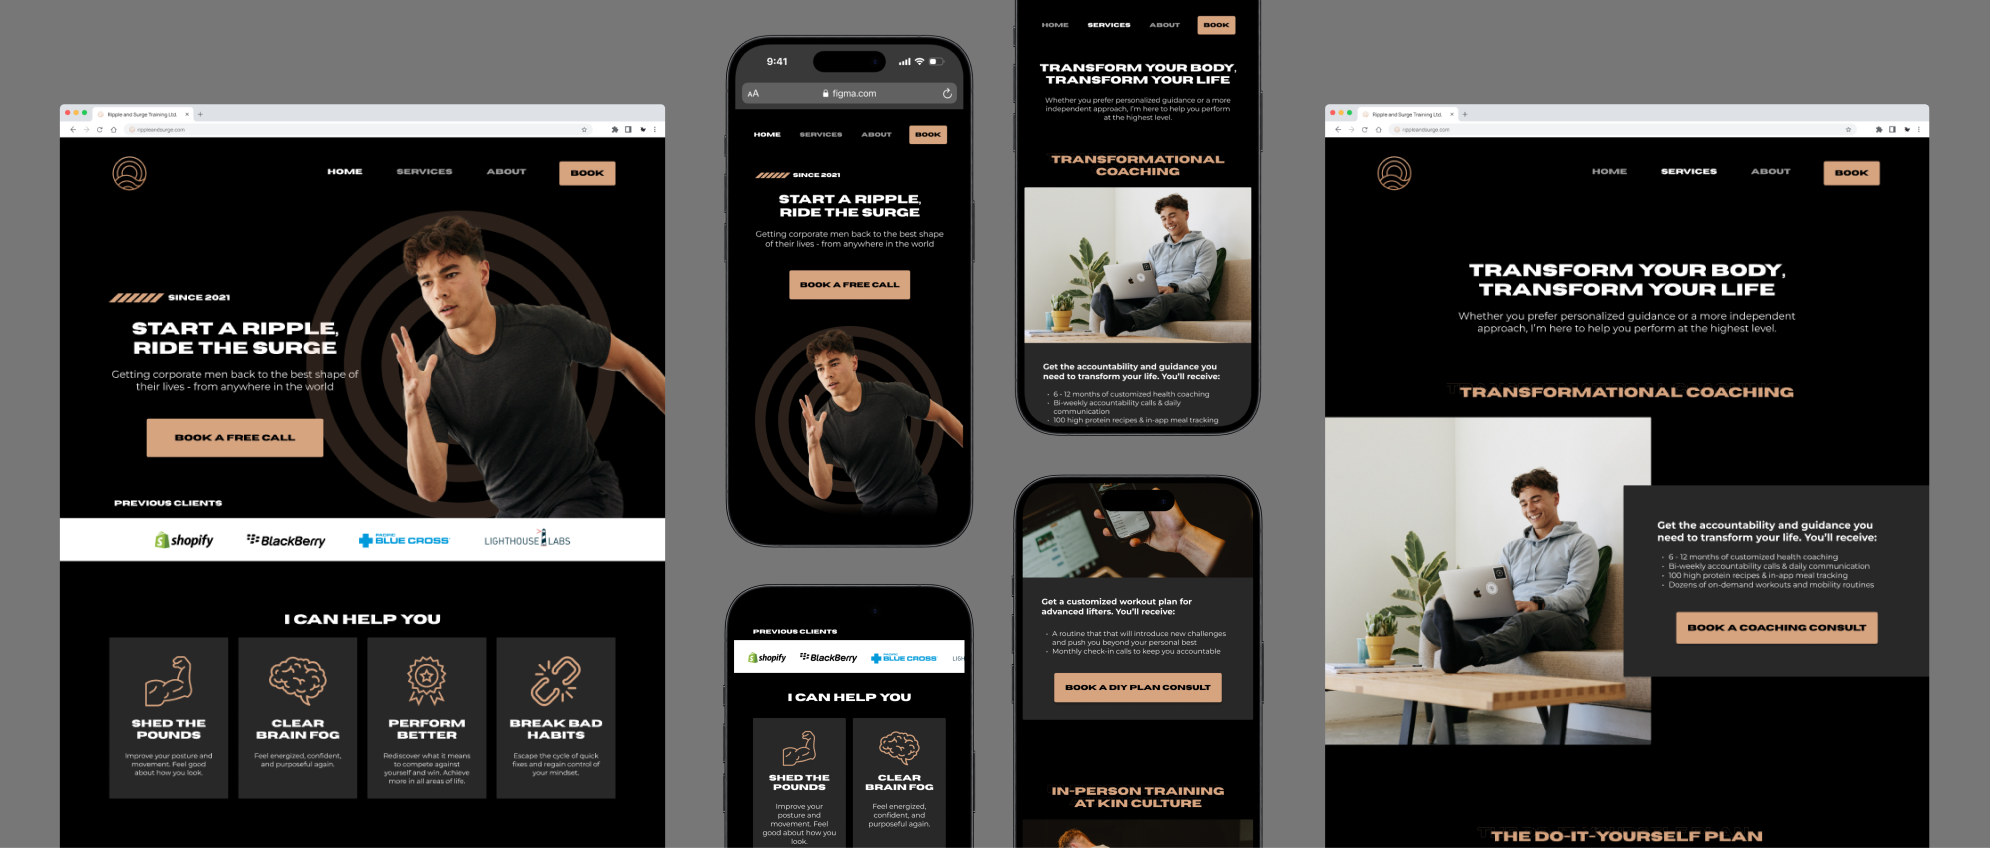 Ripple and Surge Training Ltd.
rippleandsurge.com
HOME SERVICES ABOUT BOOK
SINCE 2021
START A RIPPLE,
RIDE THE SURGE
Getting corporate men back to the best shape of
their lives - from anywhere in the world
BOOK A FREE CALL
PREVIOUS CLIENTS
shopify BlackBerry PACIFIC BLUE CROSS LIGHTHOUSE LABS
I CAN HELP YOU
SHED THE
POUNDS
Improve your posture and
movement. Feel good
about how you look.
CLEAR
BRAIN FOG
Feel energized, confident,
and purposeful again.
PERFORM
BETTER
Rediscover what it means
to compete against
yourself and win. Achieve
more in all areas of life.
BREAK BAD
HABITS
Escape the cycle of quick
fixes and regain control of
your mindset.
9:41
AA figma.com
HOME SERVICES ABOUT BOOK
SINCE 2021
START A RIPPLE,
RIDE THE SURGE
Getting corporate men back to the best shape
of their lives - from anywhere in the world
BOOK A FREE CALL
PREVIOUS CLIENTS
shopify BlackBerry PACIFIC BLUE CROSS LIGH
I CAN HELP YOU
SHED THE
POUNDS
Improve your
posture and
movement. Feel
good about how you
look.
CLEAR
BRAIN FOG
Feel energized,
confident, and
purposeful again.
HOME SERVICES ABOUT BOOK
TRANSFORM YOUR BODY,
TRANSFORM YOUR LIFE
Whether you prefer personalized guidance or a more
independent approach, I'm here to help you perform
at the highest level.
TRANSFORMATIONAL
COACHING
Get the accountability and guidance you
need to transform your life. You'll receive:
• 6 - 12 months of customized health coaching
• Bi-weekly accountability calls & daily
communication
• 100 high protein recipes & in-app meal tracking
Get a customized workout plan for
advanced lifters. You'll receive:
• A routine that that will introduce new challenges
and push you beyond your personal best
• Monthly check-in calls to keep you accountable
BOOK A DIY PLAN CONSULT
IN-PERSON TRAINING
AT KIN CULTURE
Ripple and Surge Training Ltd.
rippleandsurge.com
HOME SERVICES ABOUT BOOK
TRANSFORM YOUR BODY,
TRANSFORM YOUR LIFE
Whether you prefer personalized guidance or a more independent
approach, I'm here to help you perform at the highest level.
TRANSFORMATIONAL COACHING
Get the accountability and guidance you
need to transform your life. You'll receive:
• 6 - 12 months of customized health coaching
• Bi-weekly accountability calls & daily communication
• 100 high protein recipes & in-app meal tracking
• Dozens of on-demand workouts and mobility routines
BOOK A COACHING CONSULT
THE DO-IT-YOURSELF PLAN